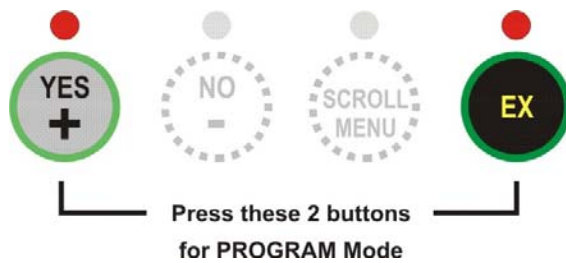 YES
+
NO
-
SCROLL
MENU
EX
Press these 2 buttons
for PROGRAM Mode